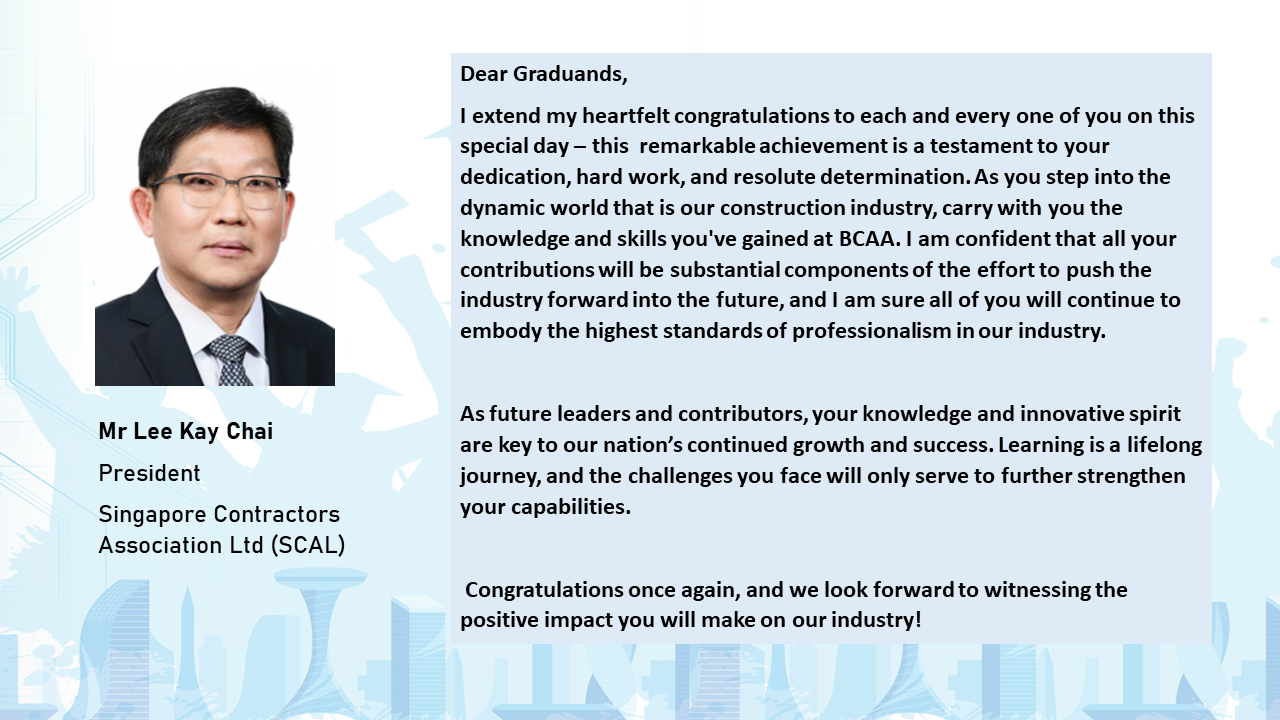 Dear Graduands,
I extend my heartfelt congratulations to each and every one of you on this
special day – this  remarkable achievement is a testament to your
dedication, hard work, and resolute determination. As you step into the
dynamic world that is our construction industry, carry with you the
knowledge and skills you've gained at BCAA. I am confident that all your
contributions will be substantial components of the effort to push the
industry forward into the future, and I am sure all of you will continue to
embody the highest standards of professionalism in our industry.
As future leaders and contributors, your knowledge and innovative spirit
are key to our nation’s continued growth and success. Learning is a lifelong
journey, and the challenges you face will only serve to further strengthen
your capabilities.
Congratulations once again, and we look forward to witnessing the
positive impact you will make on our industry!
Mr Lee Kay Chai
President
Singapore Contractors
Association Ltd (SCAL)